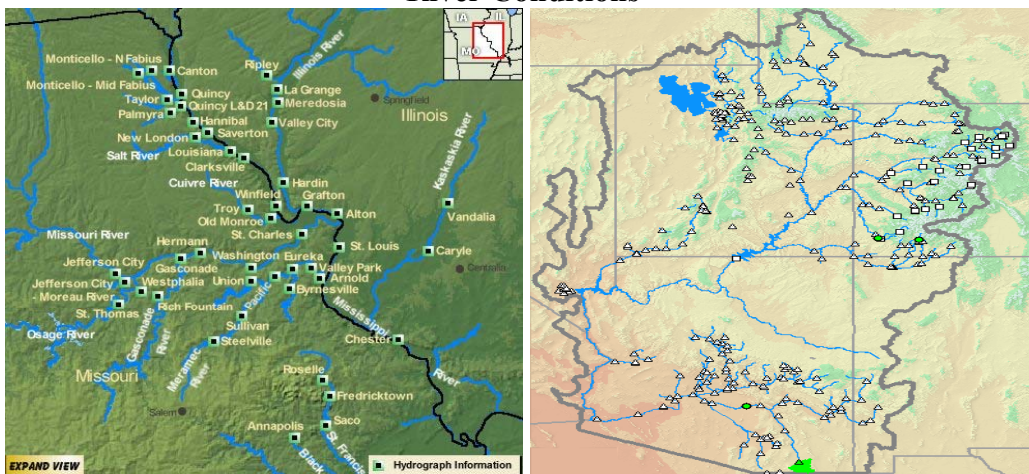 River Conditions
IA
IL
MO
Monticello - N Fabius
Canton
Monticello - Mid Fabius
Ripley
Illinois River
La Grange
Meredosia
Springfield
Taylor
Quincy
Quincy L&D 21
Palmyra
Hannibal
Valley City
Illinois
New London
Saverton
Salt River
Louisiana
Clarksville
Kaskaskia River
Cuivre River
Hardin
Winfield
Grafton
Troy
Old Monroe
Alton
Vandalia
Missouri River
St. Charles
Hermann
Washington
Eureka
St. Louis
Caryle
Jefferson City
Gasconade
Valley Park
Centralia
Jefferson City
- Moreau River
Westphalia
Union
Pacific
Arnold
Byrnesville
St. Thomas
Rich Fountain
Mississippi
Osage River
Gasconade
River
Sullivan
Steelville
Chester
Meramec
River
Missouri
Roselle
River
Salem
Fredricktown
Annapolis
Saco
St. Francis
Black
EXPAND VIEW
Hydrograph Information